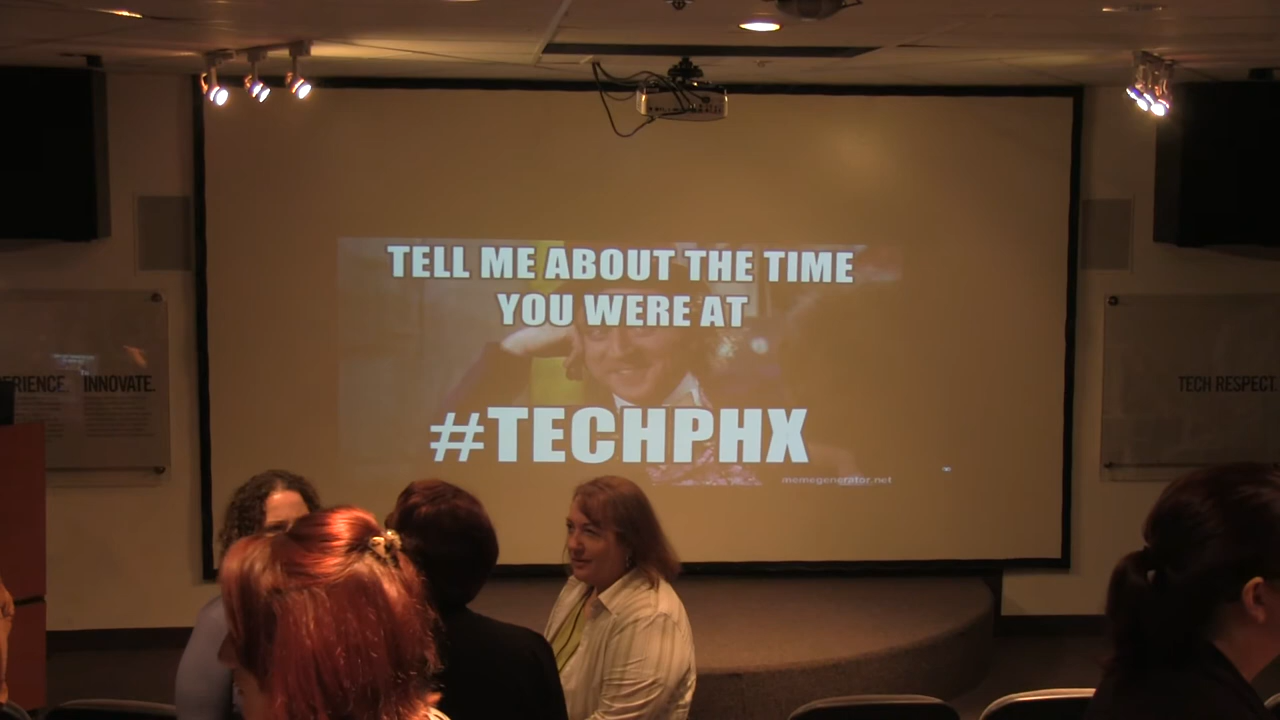 TELL ME ABOUT THE TIME
YOU WERE AT
#TECHPHX
memegenerator.net
INNOVATE.
TECH RESPECT.